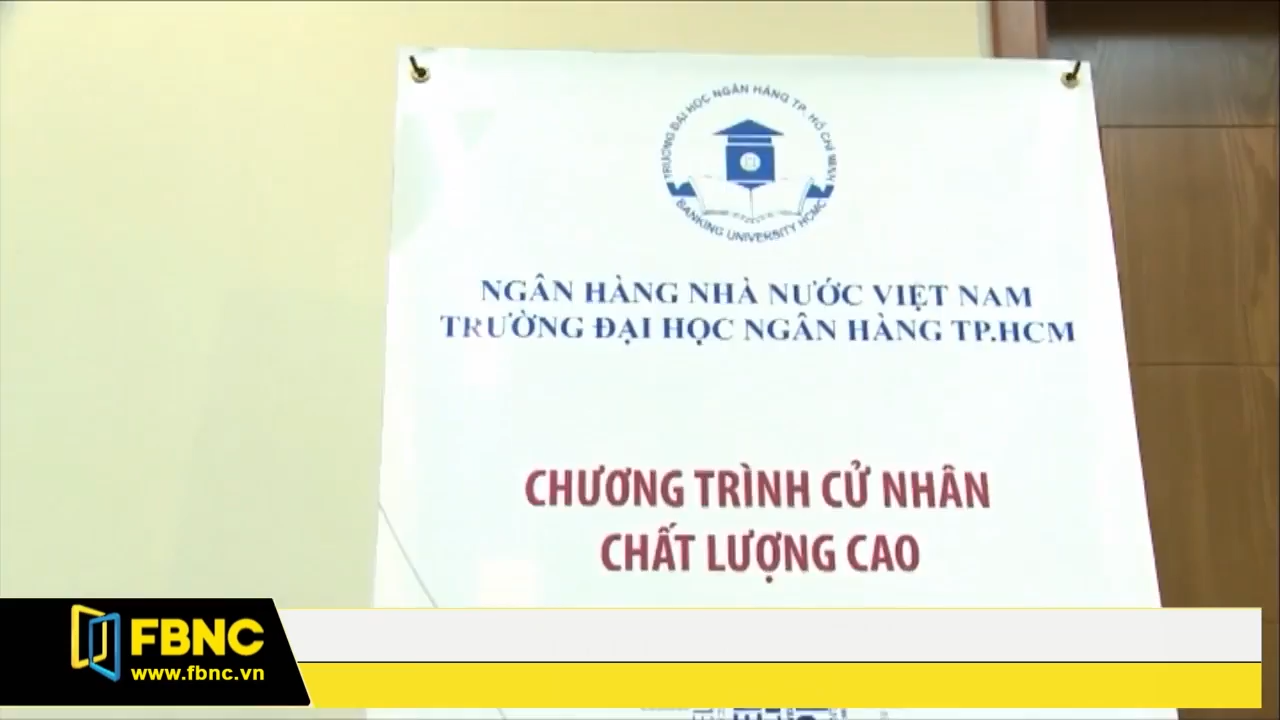 TRƯỜNG ĐẠI HỌC NGÂN HÀNG TP. HỒ CHÍ MINH
BANKING UNIVERSITY HCMC
NGÂN HÀNG NHÀ NƯỚC VIỆT NAM
TRƯỜNG ĐẠI HỌC NGÂN HÀNG TP.HCM
CHƯƠNG TRÌNH CỬ NHÂN
CHẤT LƯỢNG CAO
FBNC
www.fbnc.vn